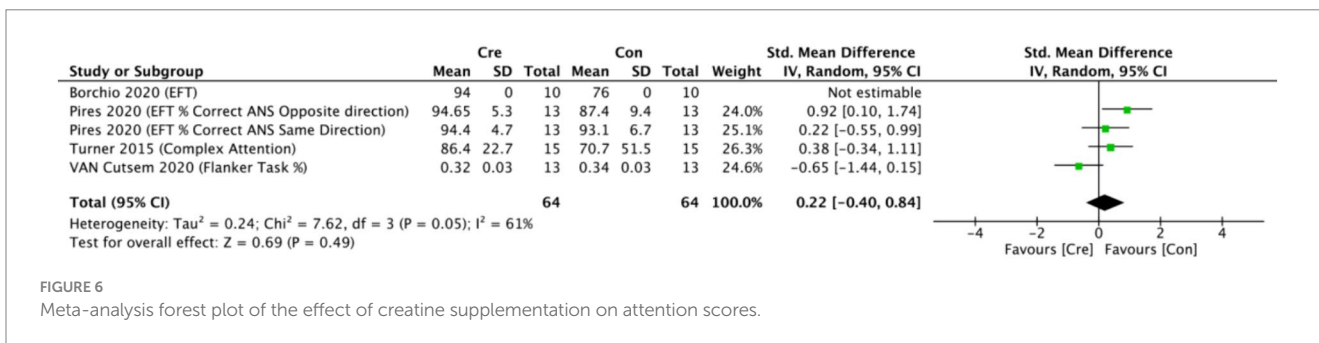 Cre Con Std. Mean Difference Std. Mean Difference
Study or Subgroup Mean SD Total Mean SD Total Weight IV, Random, 95% CI IV, Random, 95% CI
Borchio 2020 (EFT) 94 0 10 76 0 10 Not estimable
Pires 2020 (EFT % Correct ANS Opposite direction) 94.65 5.3 13 87.4 9.4 13 24.0% 0.92 [0.10, 1.74]
Pires 2020 (EFT % Correct ANS Same Direction) 94.4 4.7 13 93.1 6.7 13 25.1% 0.22 [-0.55, 0.99]
Turner 2015 (Complex Attention) 86.4 22.7 15 70.7 51.5 15 26.3% 0.38 [-0.34, 1.11]
VAN Cutsem 2020 (Flanker Task %) 0.32 0.03 13 0.34 0.03 13 24.6% -0.65 [-1.44, 0.15]
Total (95% CI) 64 64 100.0% 0.22 [-0.40, 0.84]
Heterogeneity: Tau² = 0.24; Chi² = 7.62, df = 3 (P = 0.05); I² = 61%
Test for overall effect: Z = 0.69 (P = 0.49)
-4 -2 0 2 4
Favours [Cre] Favours [Con]
FIGURE 6
Meta-analysis forest plot of the effect of creatine supplementation on attention scores.